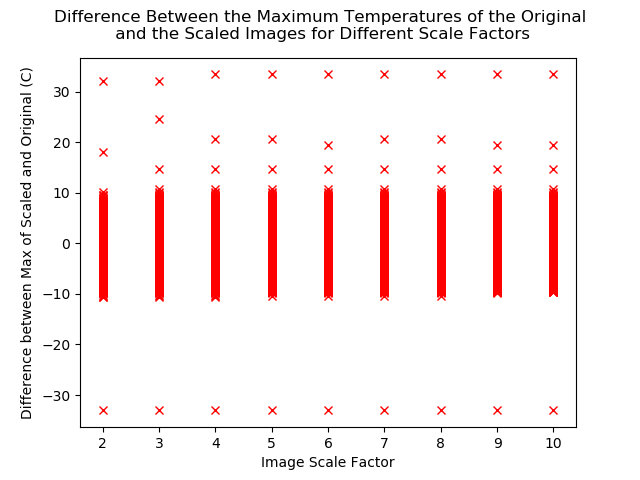 Difference Between the Maximum Temperatures of the Original
and the Scaled Images for Different Scale Factors
Difference between Max of Scaled and Original (C)
30
20
10
0
−10
−20
−30
2 3 4 5 6 7 8 9 10
Image Scale Factor